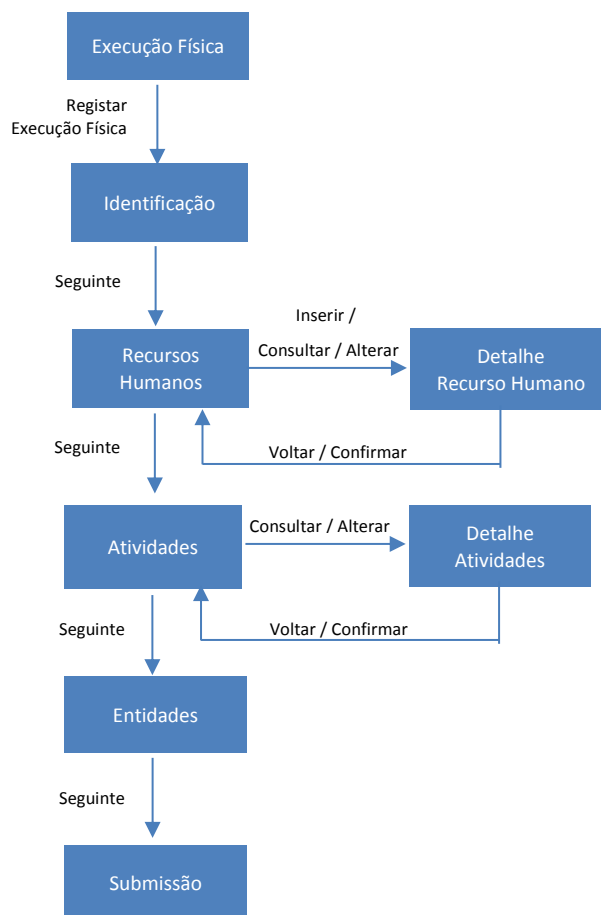 Execução Física
Registar
Execução Física
Identificação
Seguinte
Inserir /
Consultar / Alterar
Recursos
Humanos
Detalhe
Recurso Humano
Voltar / Confirmar
Seguinte
Atividades
Consultar / Alterar
Detalhe
Atividades
Voltar / Confirmar
Seguinte
Entidades
Seguinte
Submissão